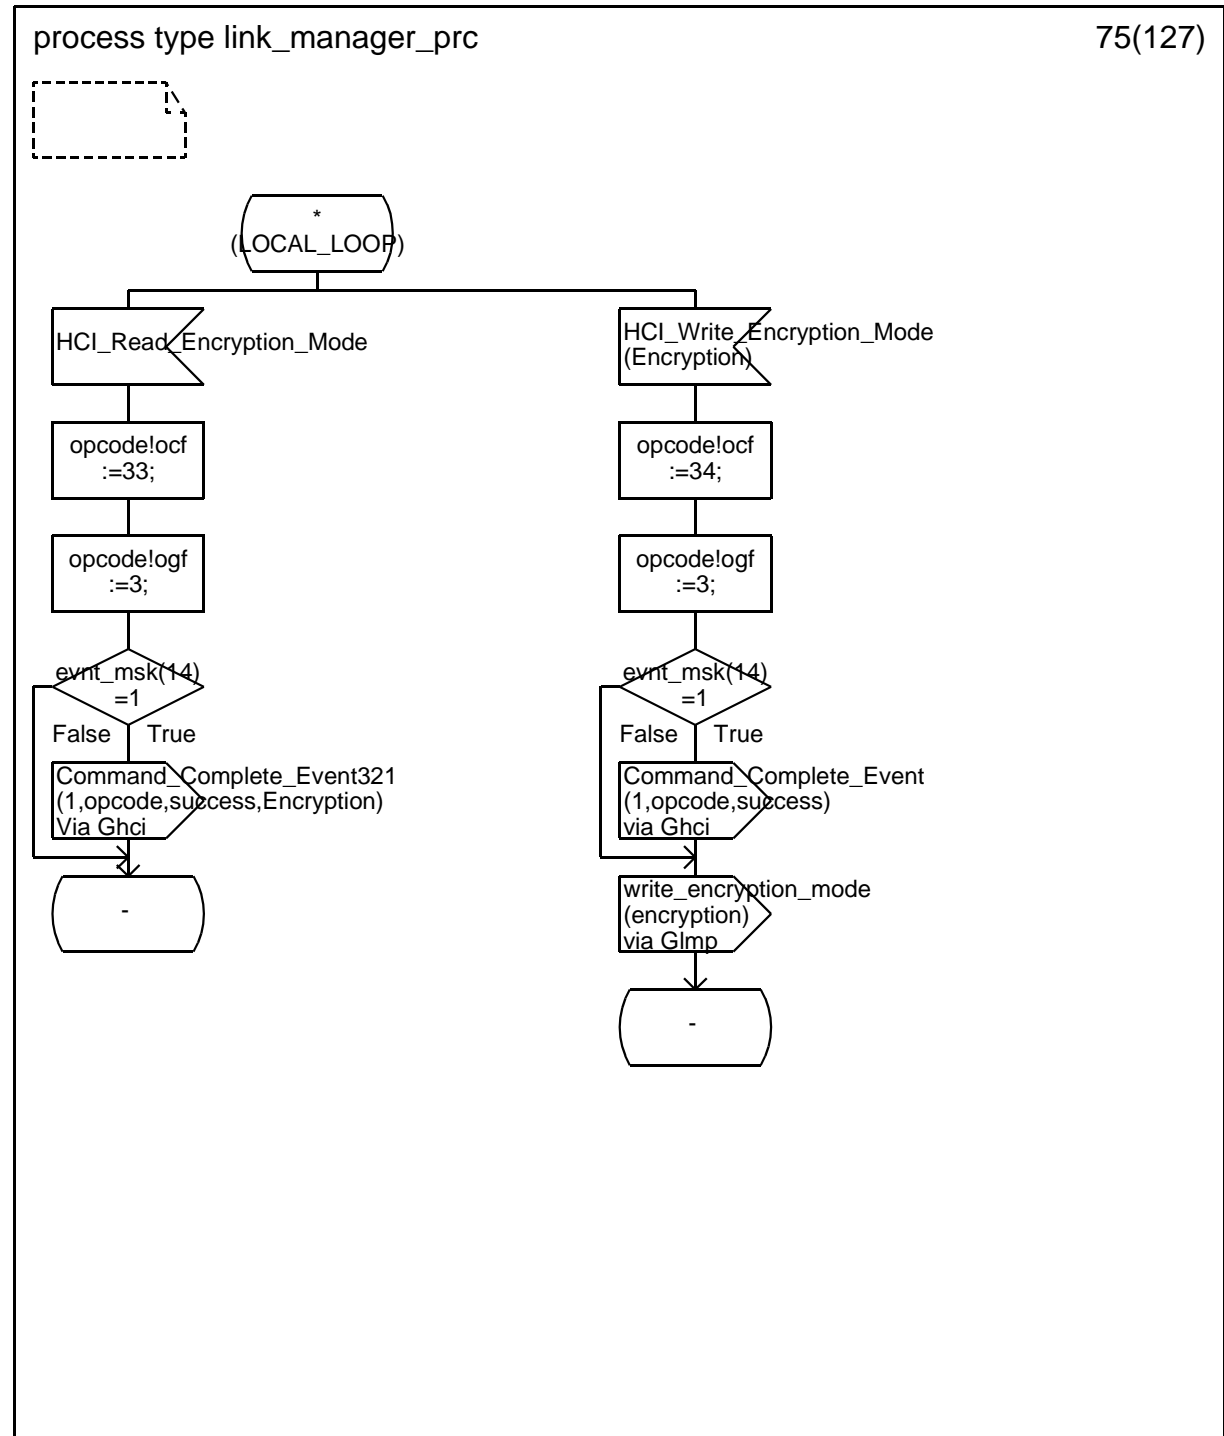 process type link_manager_prc
75(127)
*
(LOCAL_LOOP)
HCI_Read_Encryption_Mode
opcode!ocf
:=33;
opcode!ogf
:=3;
evnt_msk(14)
=1
False
True
Command_Complete_Event321
(1,opcode,success,Encryption)
Via Ghci
-
HCI_Write_Encryption_Mode
(Encryption)
opcode!ocf
:=34;
opcode!ogf
:=3;
evnt_msk(14)
=1
False
True
Command_Complete_Event
(1,opcode,success)
via Ghci
write_encryption_mode
(encryption)
via Glmp
-